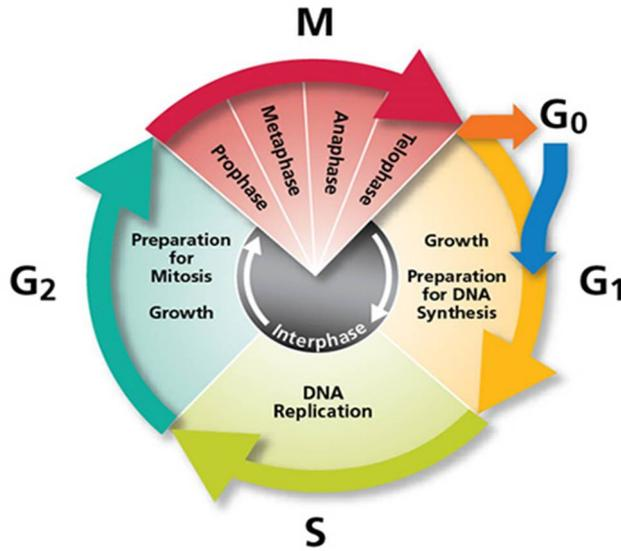 M
Prophase
Metaphase
Anaphase
Telophase
G₀
G₂
Preparation
for
Mitosis
Growth
Growth
Preparation
for DNA
Synthesis
G₁
Interphase
DNA
Replication
S